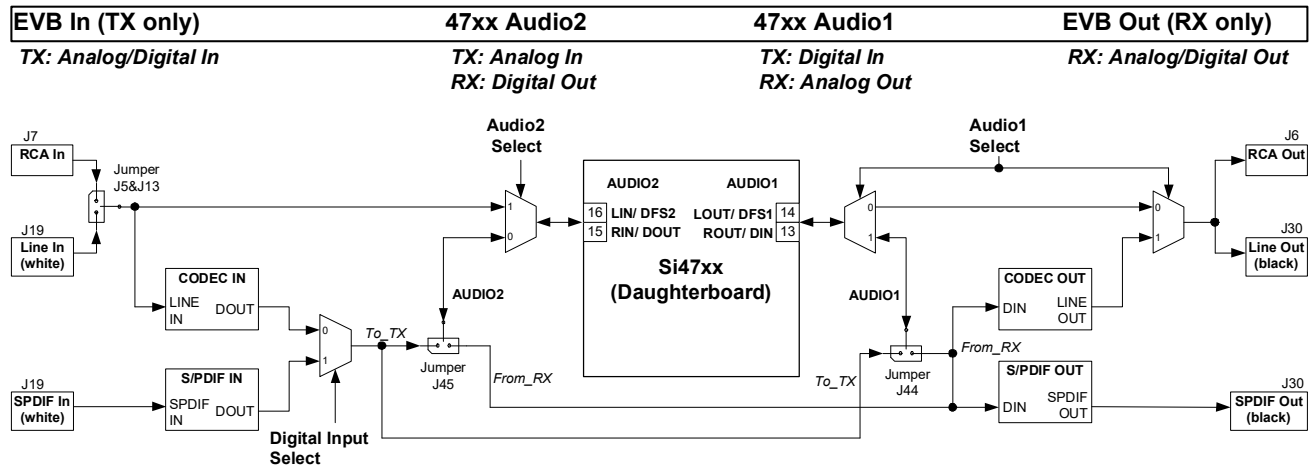 EVB In (TX only) 47xx Audio2 47xx Audio1 EVB Out (RX only)
TX: Analog/Digital In TX: Analog In TX: Digital In RX: Analog/Digital Out
RX: Digital Out RX: Analog Out
J7
RCA In
Jumper
J5&J13
J19
Line In
(white)
CODEC IN
LINE
IN
DOUT
J19
SPDIF In
(white)
S/PDIF IN
SPDIF
IN
DOUT
0
1
Digital Input
Select
To_TX
Audio2
Select
1
0
AUDIO2
Jumper
J45
From_RX
AUDIO2 AUDIO1
16 LIN/ DFS2 LOUT/ DFS1 14
15 RIN/ DOUT ROUT/ DIN 13
Si47xx
(Daughterboard)
Audio1
Select
0
1
AUDIO1
To_TX
Jumper
J44
From_RX
0
1
CODEC OUT
DIN
LINE
OUT
S/PDIF OUT
DIN
SPDIF
OUT
J6
RCA Out
J30
Line Out
(black)
J30
SPDIF Out
(black)